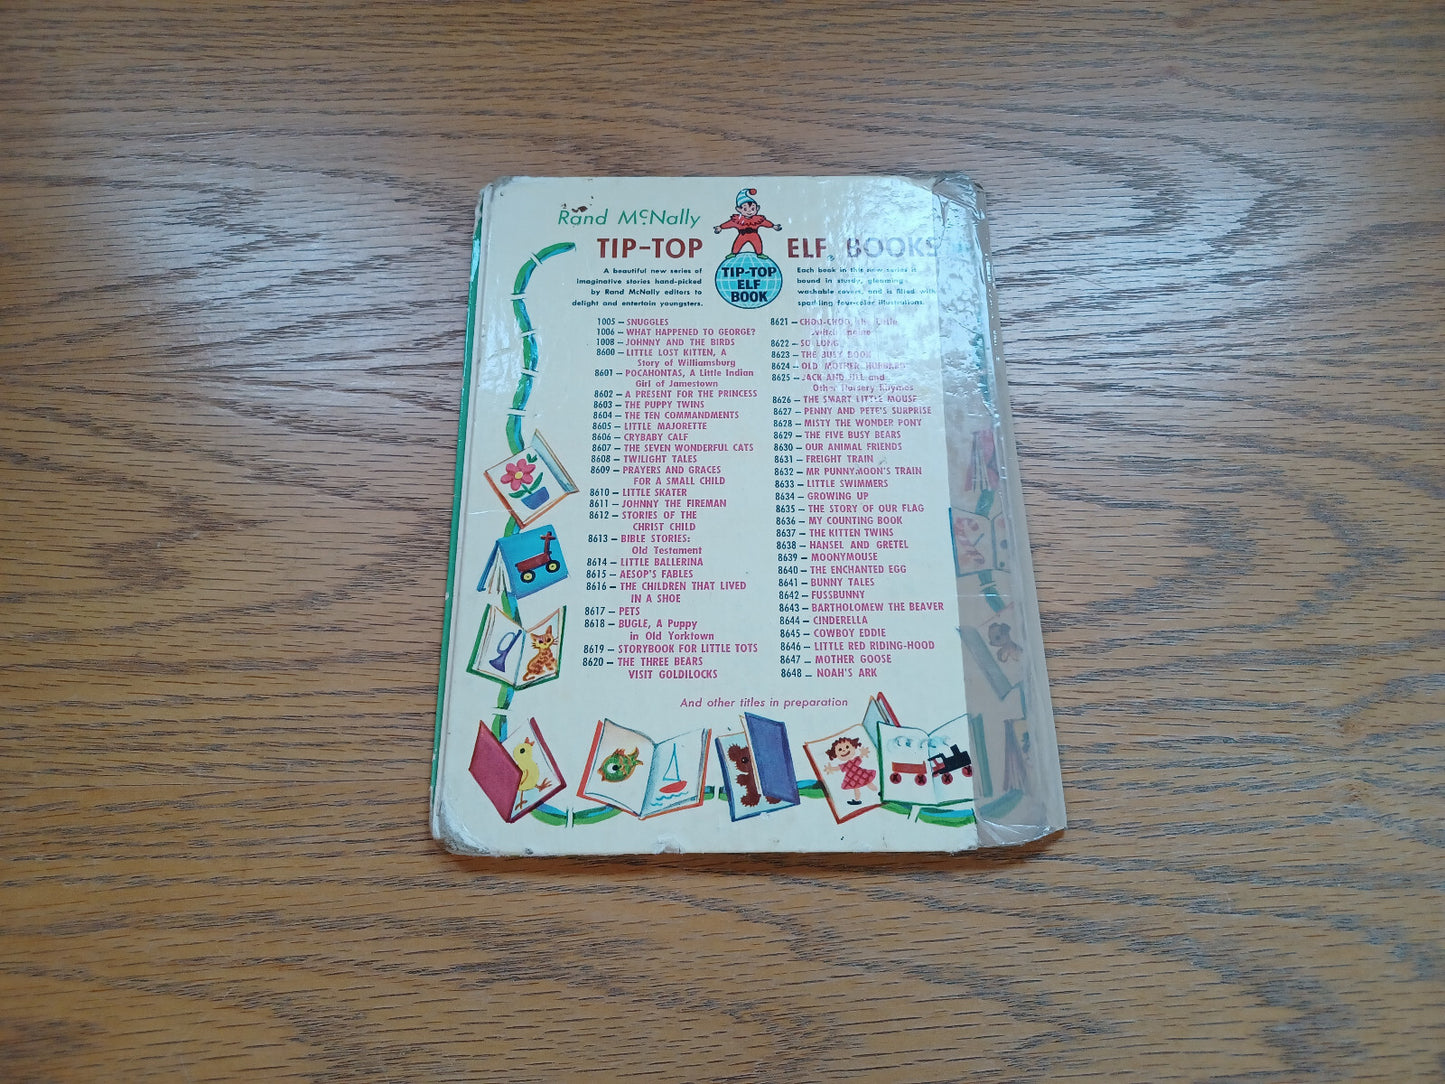 Rand McNally
TIP-TOP ELF BOOKS
TIP-TOP
ELF
BOOK
A beautiful new series of
imaginative stories hand-picked
by Rand McNally editors to
delight and entertain youngsters.
Each book in this new series is
bound in sturdy, gleaming,
washable covers, and is filled with
sparkling four-color illustrations.
1005 – SNUGGLES
1006 – WHAT HAPPENED TO GEORGE?
1008 – JOHNNY AND THE BIRDS
8600 – LITTLE LOST KITTEN, A
Story of Williamsburg
8601 – POCAHONTAS, A Little Indian
Girl of Jamestown
8602 – A PRESENT FOR THE PRINCESS
8603 – THE PUPPY TWINS
8604 – THE TEN COMMANDMENTS
8605 – LITTLE MAJORETTE
8606 – CRYBABY CALF
8607 – THE SEVEN WONDERFUL CATS
8608 – TWILIGHT TALES
8609 – PRAYERS AND GRACES
FOR A SMALL CHILD
8610 – LITTLE SKATER
8611 – JOHNNY THE FIREMAN
8612 – STORIES OF THE
CHRIST CHILD
8613 – BIBLE STORIES:
Old Testament
8614 – LITTLE BALLERINA
8615 – AESOP'S FABLES
8616 – THE CHILDREN THAT LIVED
IN A SHOE
8617 – PETS
8618 – BUGLE, A Puppy
in Old Yorktown
8619 – STORYBOOK FOR LITTLE TOTS
8620 – THE THREE BEARS
VISIT GOLDILOCKS
8621 – CHOO-CHOO, the Little
Switch Engine
8622 – SO LONG
8623 – THE BUSY BOOK
8624 – OLD MOTHER HUBBARD
8625 – JACK AND JILL and
Other Nursery Rhymes
8626 – THE SMART LITTLE MOUSE
8627 – PENNY AND PETE'S SURPRISE
8628 – MISTY THE WONDER PONY
8629 – THE FIVE BUSY BEARS
8630 – OUR ANIMAL FRIENDS
8631 – FREIGHT TRAIN
8632 – MR PUNNYMOON'S TRAIN
8633 – LITTLE SWIMMERS
8634 – GROWING UP
8635 – THE STORY OF OUR FLAG
8636 – MY COUNTING BOOK
8637 – THE KITTEN TWINS
8638 – HANSEL AND GRETEL
8639 – MOONYMOUSE
8640 – THE ENCHANTED EGG
8641 – BUNNY TALES
8642 – FUSSBUNNY
8643 – BARTHOLOMEW THE BEAVER
8644 – CINDERELLA
8645 – COWBOY EDDIE
8646 – LITTLE RED RIDING-HOOD
8647 – MOTHER GOOSE
8648 – NOAH'S ARK
And other titles in preparation